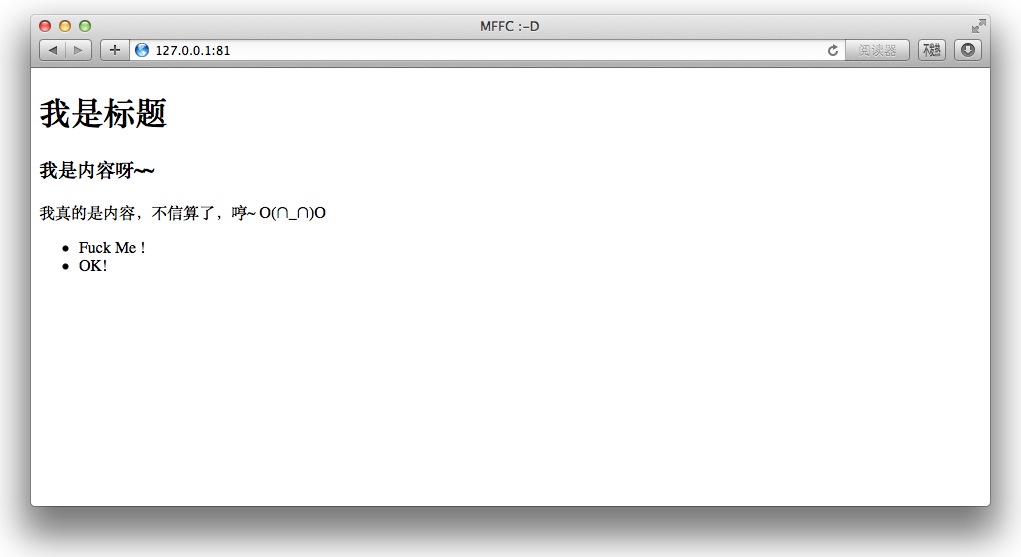 MFFC :-D
127.0.0.1:81
阅读器
我是标题
我是内容呀~~
我真的是内容，不信算了，哼~ O(∩_∩)O
Fuck Me !
OK!